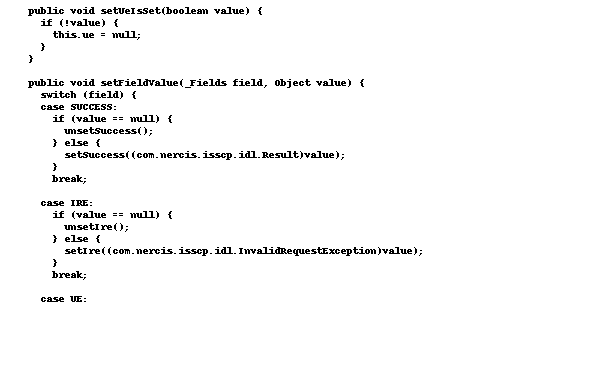 public void setUeIsSet(boolean value) {
if (!value) {
this.ue = null;
}
}
public void setFieldValue(_Fields field, Object value) {
switch (field) {
case SUCCESS:
if (value == null) {
unsetSuccess();
} else {
setSuccess((com.nercis.isscp.idl.Result)value);
}
break;
case IRE:
if (value == null) {
unsetIre();
} else {
setIre((com.nercis.isscp.idl.InvalidRequestException)value);
}
break;
case UE: